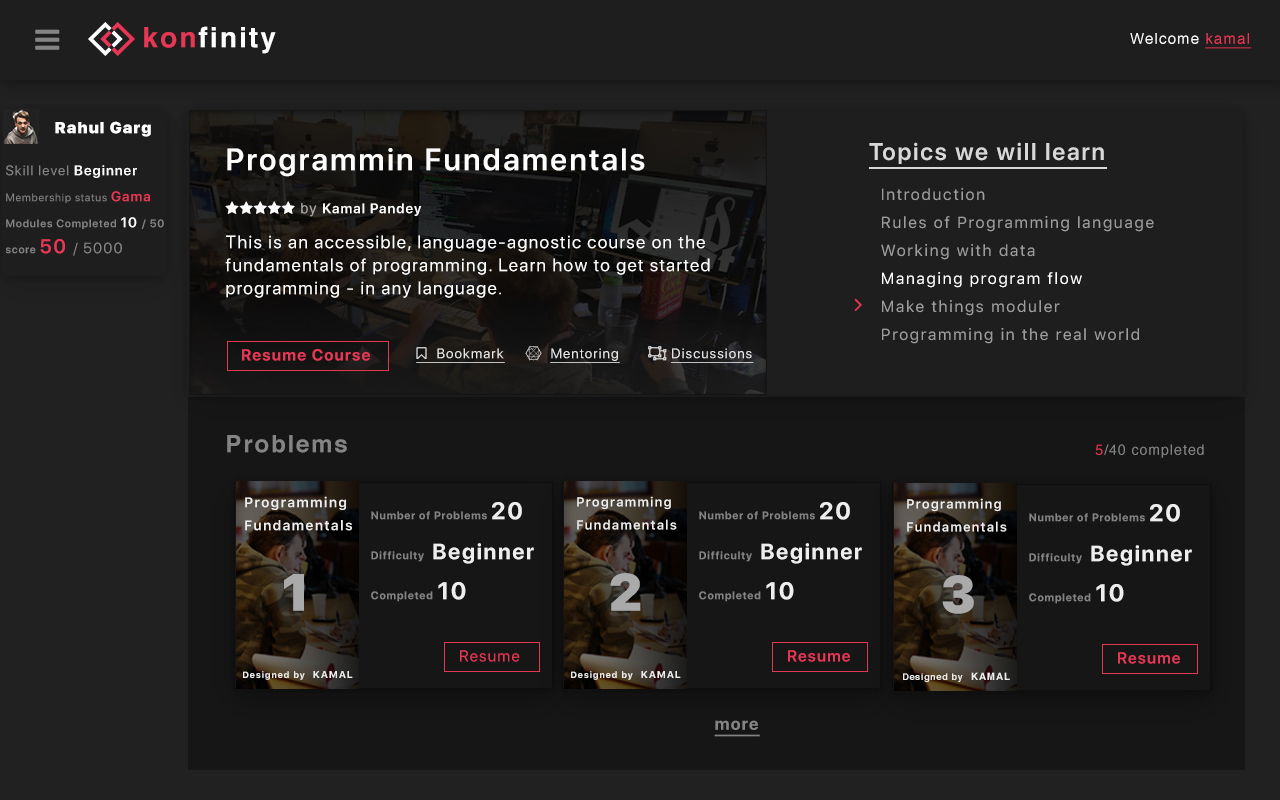 konfinity
Welcome kamal
Rahul Garg
Skill level Beginner
Membership status Gama
Modules Completed 10 / 50
score 50 / 5000
Programmin Fundamentals
by Kamal Pandey
This is an accessible, language-agnostic course on the
fundamentals of programming. Learn how to get started
programming - in any language.
Resume Course
Bookmark
Mentoring
Discussions
Topics we will learn
Introduction
Rules of Programming language
Working with data
Managing program flow
Make things moduler
Programming in the real world
Problems
5/40 completed
Programming
Fundamentals
1
Designed by KAMAL
Number of Problems 20
Difficulty Beginner
Completed 10
Resume
Programming
Fundamentals
2
Designed by KAMAL
Number of Problems 20
Difficulty Beginner
Completed 10
Resume
Programming
Fundamentals
3
Designed by KAMAL
Number of Problems 20
Difficulty Beginner
Completed 10
Resume
more